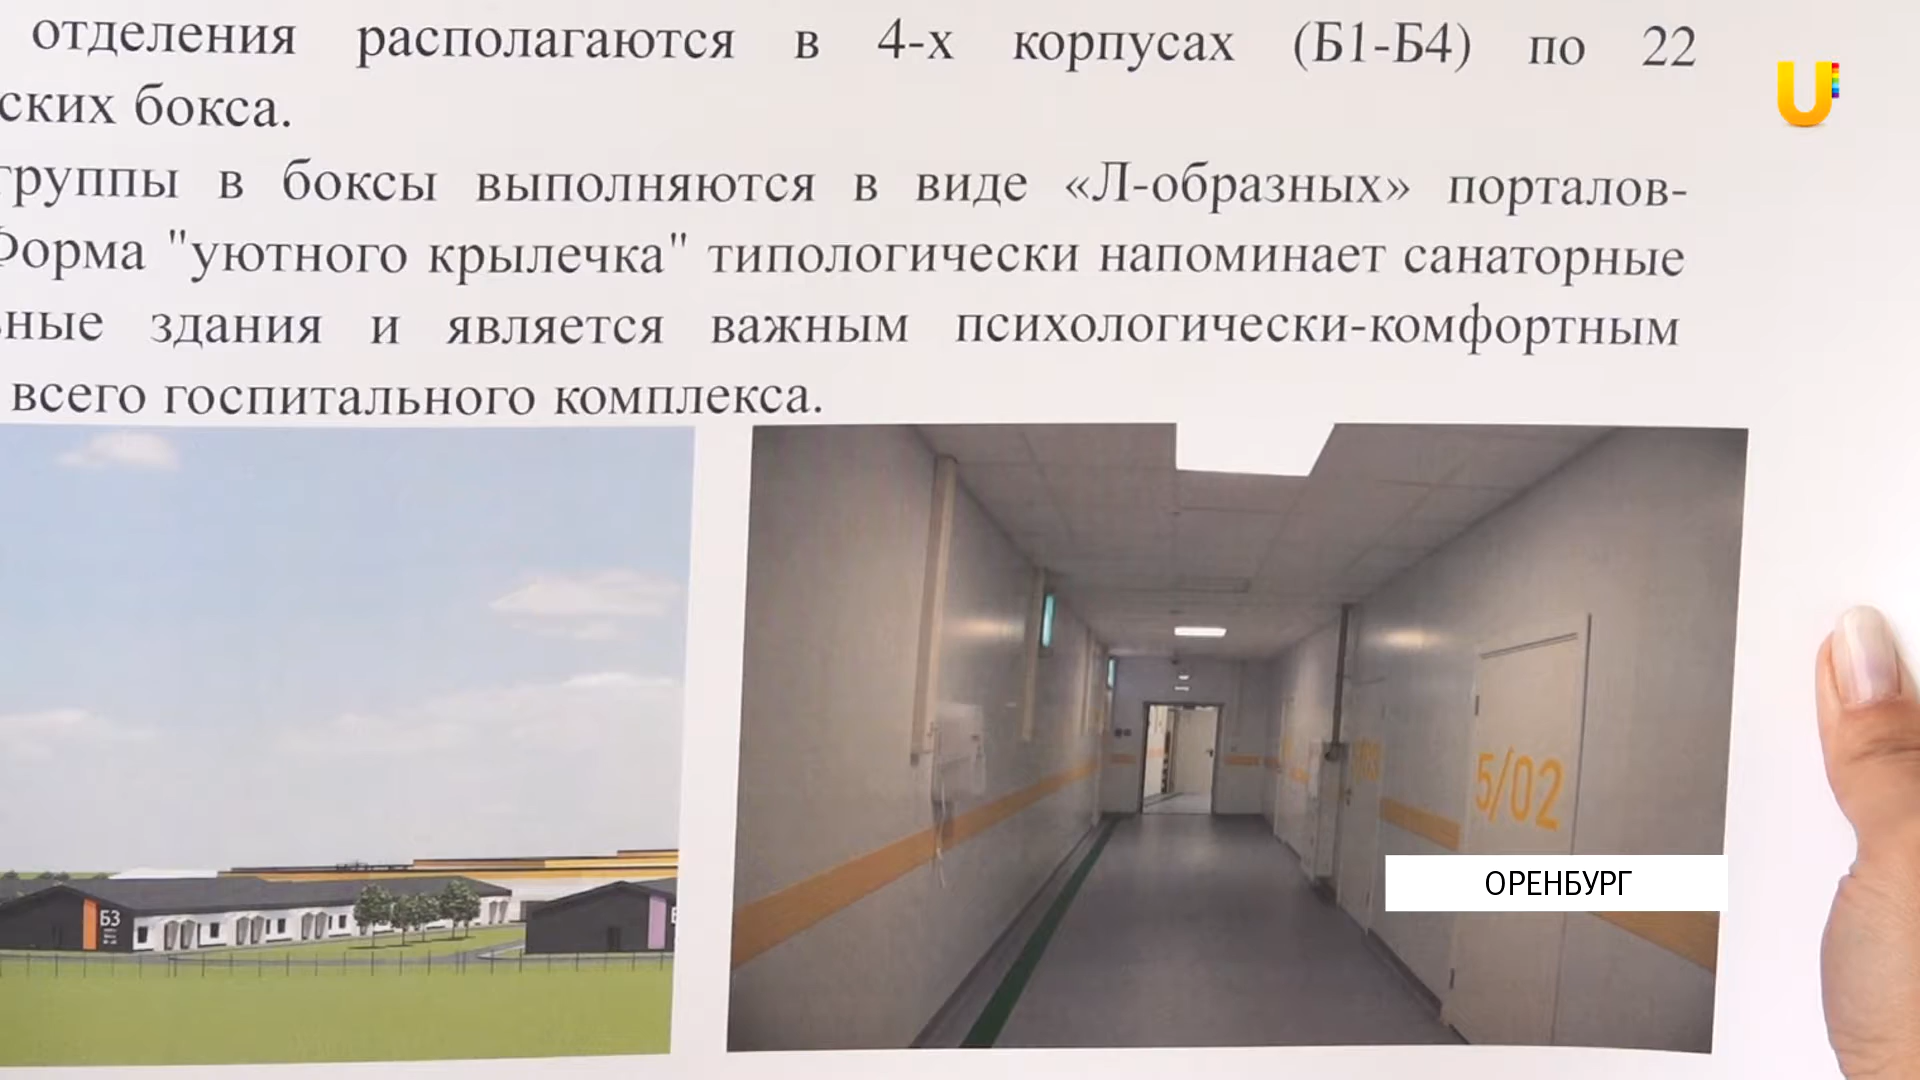 отделения располагаются в 4-х корпусах (Б1-Б4) по 22
ских бокса.
группы в боксы выполняются в виде «Л-образных» порталов-
Форма "уютного крылечка" типологически напоминает санаторные
ьные здания и является важным психологически-комфортным
всего госпитального комплекса.
U
Б3
5/02
ОРЕНБУРГ